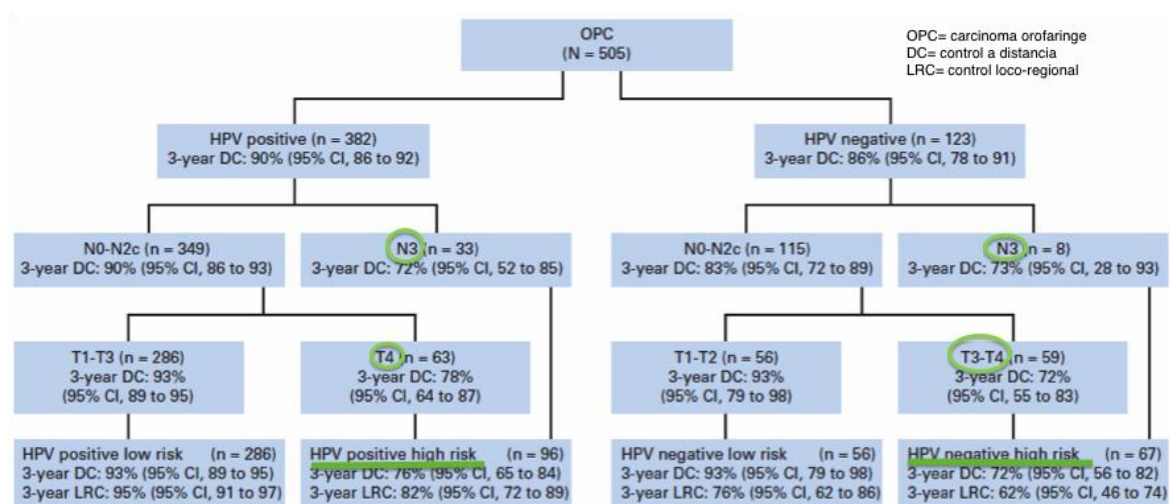 OPC
(N = 505)
OPC= carcinoma orofaringe
DC= control a distancia
LRC= control loco-regional
HPV positive (n = 382)
3-year DC: 90% (95% CI, 86 to 92)
HPV negative (n = 123)
3-year DC: 86% (95% CI, 78 to 91)
N0-N2c (n = 349)
3-year DC: 90% (95% CI, 86 to 93)
N3 (n = 33)
3-year DC: 72% (95% CI, 52 to 85)
N0-N2c (n = 115)
3-year DC: 83% (95% CI, 72 to 89)
N3 (n = 8)
3-year DC: 73% (95% CI, 28 to 93)
T1-T3 (n = 286)
3-year DC: 93%
(95% CI, 89 to 95)
T4 (n = 63)
3-year DC: 78%
(95% CI, 64 to 87)
T1-T2 (n = 56)
3-year DC: 93%
(95% CI, 79 to 98)
T3-T4 (n = 59)
3-year DC: 72%
(95% CI, 55 to 83)
HPV positive low risk (n = 286)
3-year DC: 93% (95% CI, 89 to 95)
3-year LRC: 95% (95% CI, 91 to 97)
HPV positive high risk (n = 96)
3-year DC: 76% (95% CI, 65 to 84)
3-year LRC: 82% (95% CI, 72 to 89)
HPV negative low risk (n = 56)
3-year DC: 93% (95% CI, 79 to 98)
3-year LRC: 76% (95% CI, 62 to 86)
HPV negative high risk (n = 67)
3-year DC: 72% (95% CI, 56 to 82)
3-year LRC: 62% (95% CI, 46 to 74)